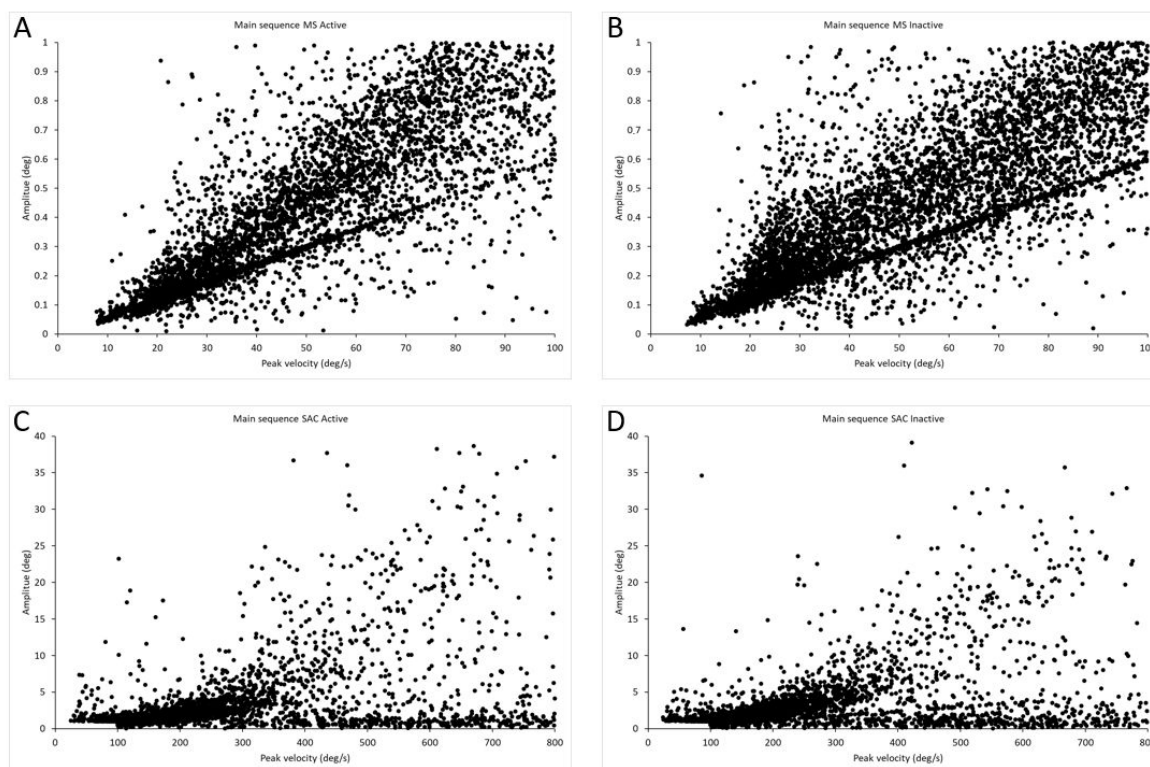 A
Main sequence MS Active
Amplitue (deg)
1
0.9
0.8
0.7
0.6
0.5
0.4
0.3
0.2
0.1
0
0 10 20 30 40 50 60 70 80 90 100
Peak velocity (deg/s)
B
Main sequence MS Inactive
Amplitue (deg)
1
0.9
0.8
0.7
0.6
0.5
0.4
0.3
0.2
0.1
0
0 10 20 30 40 50 60 70 80 90 100
Peak velocity (deg/s)
C
Main sequence SAC Active
Amplitue (deg)
40
35
30
25
20
15
10
5
0
0 100 200 300 400 500 600 700 800
Peak velocity (deg/s)
D
Main sequence SAC Inactive
Amplitue (deg)
40
35
30
25
20
15
10
5
0
0 100 200 300 400 500 600 700 800
Peak velocity (deg/s)